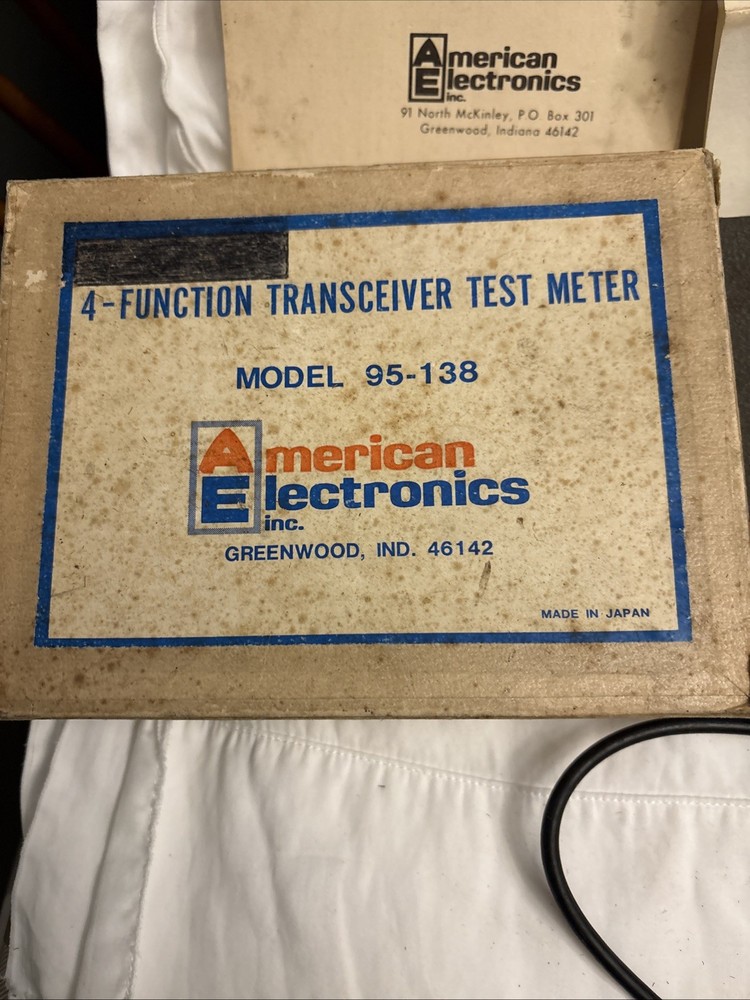 American
Electronics
inc.
91 North McKinley, P.O. Box 301
Greenwood, Indiana 46142
4-FUNCTION TRANSCEIVER TEST METER
MODEL 95-138
American
Electronics
inc.
GREENWOOD, IND. 46142
MADE IN JAPAN